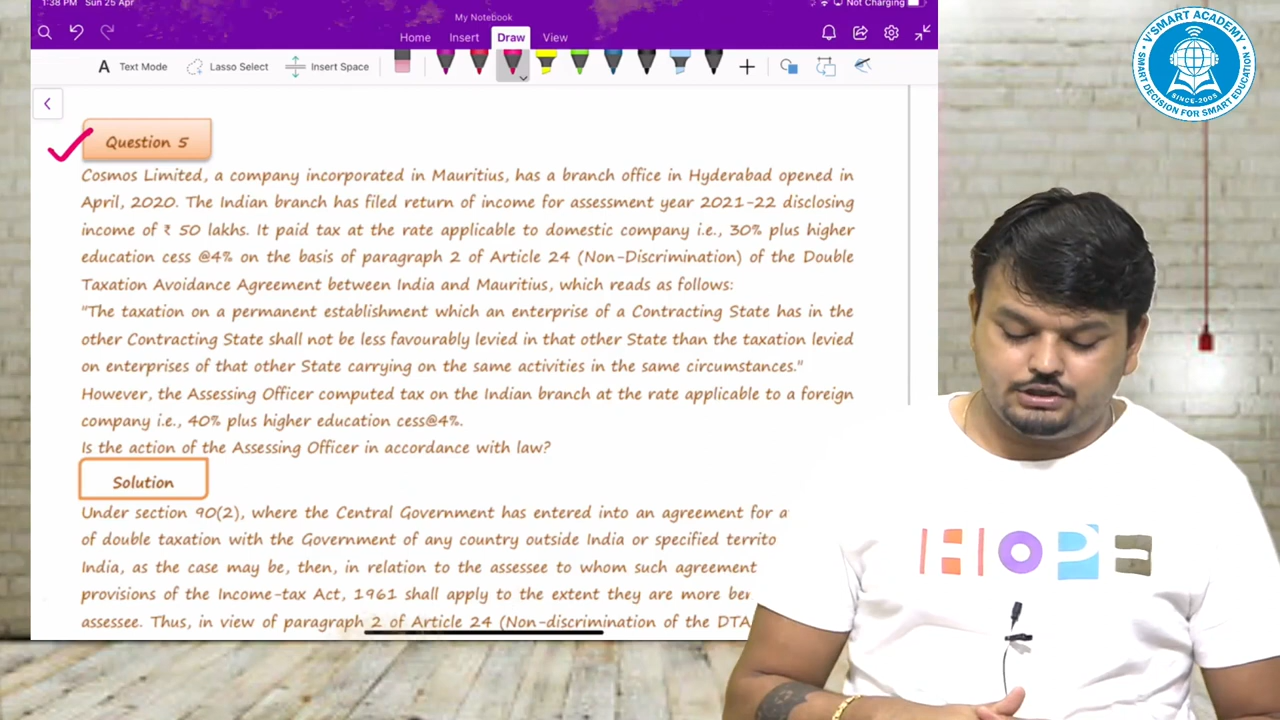 1:38 PM Sun 25 Apr
Not Charging
My Notebook
Home Insert Draw View
Text Mode Lasso Select Insert Space
V'SMART ACADEMY
SINCE-2005
SMART DECISION FOR SMART EDUCATION
Question 5
Cosmos Limited, a company incorporated in Mauritius, has a branch office in Hyderabad opened in
April, 2020. The Indian branch has filed return of income for assessment year 2021-22 disclosing
income of ₹ 50 lakhs. It paid tax at the rate applicable to domestic company i.e., 30% plus higher
education cess @4% on the basis of paragraph 2 of Article 24 (Non-Discrimination) of the Double
Taxation Avoidance Agreement between India and Mauritius, which reads as follows:
"The taxation on a permanent establishment which an enterprise of a Contracting State has in the
other Contracting State shall not be less favourably levied in that other State than the taxation levied
on enterprises of that other State carrying on the same activities in the same circumstances."
However, the Assessing Officer computed tax on the Indian branch at the rate applicable to a foreign
company i.e., 40% plus higher education cess@4%.
Is the action of the Assessing Officer in accordance with law?
Solution
Under section 90(2), where the Central Government has entered into an agreement for a
of double taxation with the Government of any country outside India or specified territo
India, as the case may be, then, in relation to the assessee to whom such agreement
provisions of the Income-tax Act, 1961 shall apply to the extent they are more ben
assessee. Thus, in view of paragraph 2 of Article 24 (Non-discrimination of the DTA
HOPE